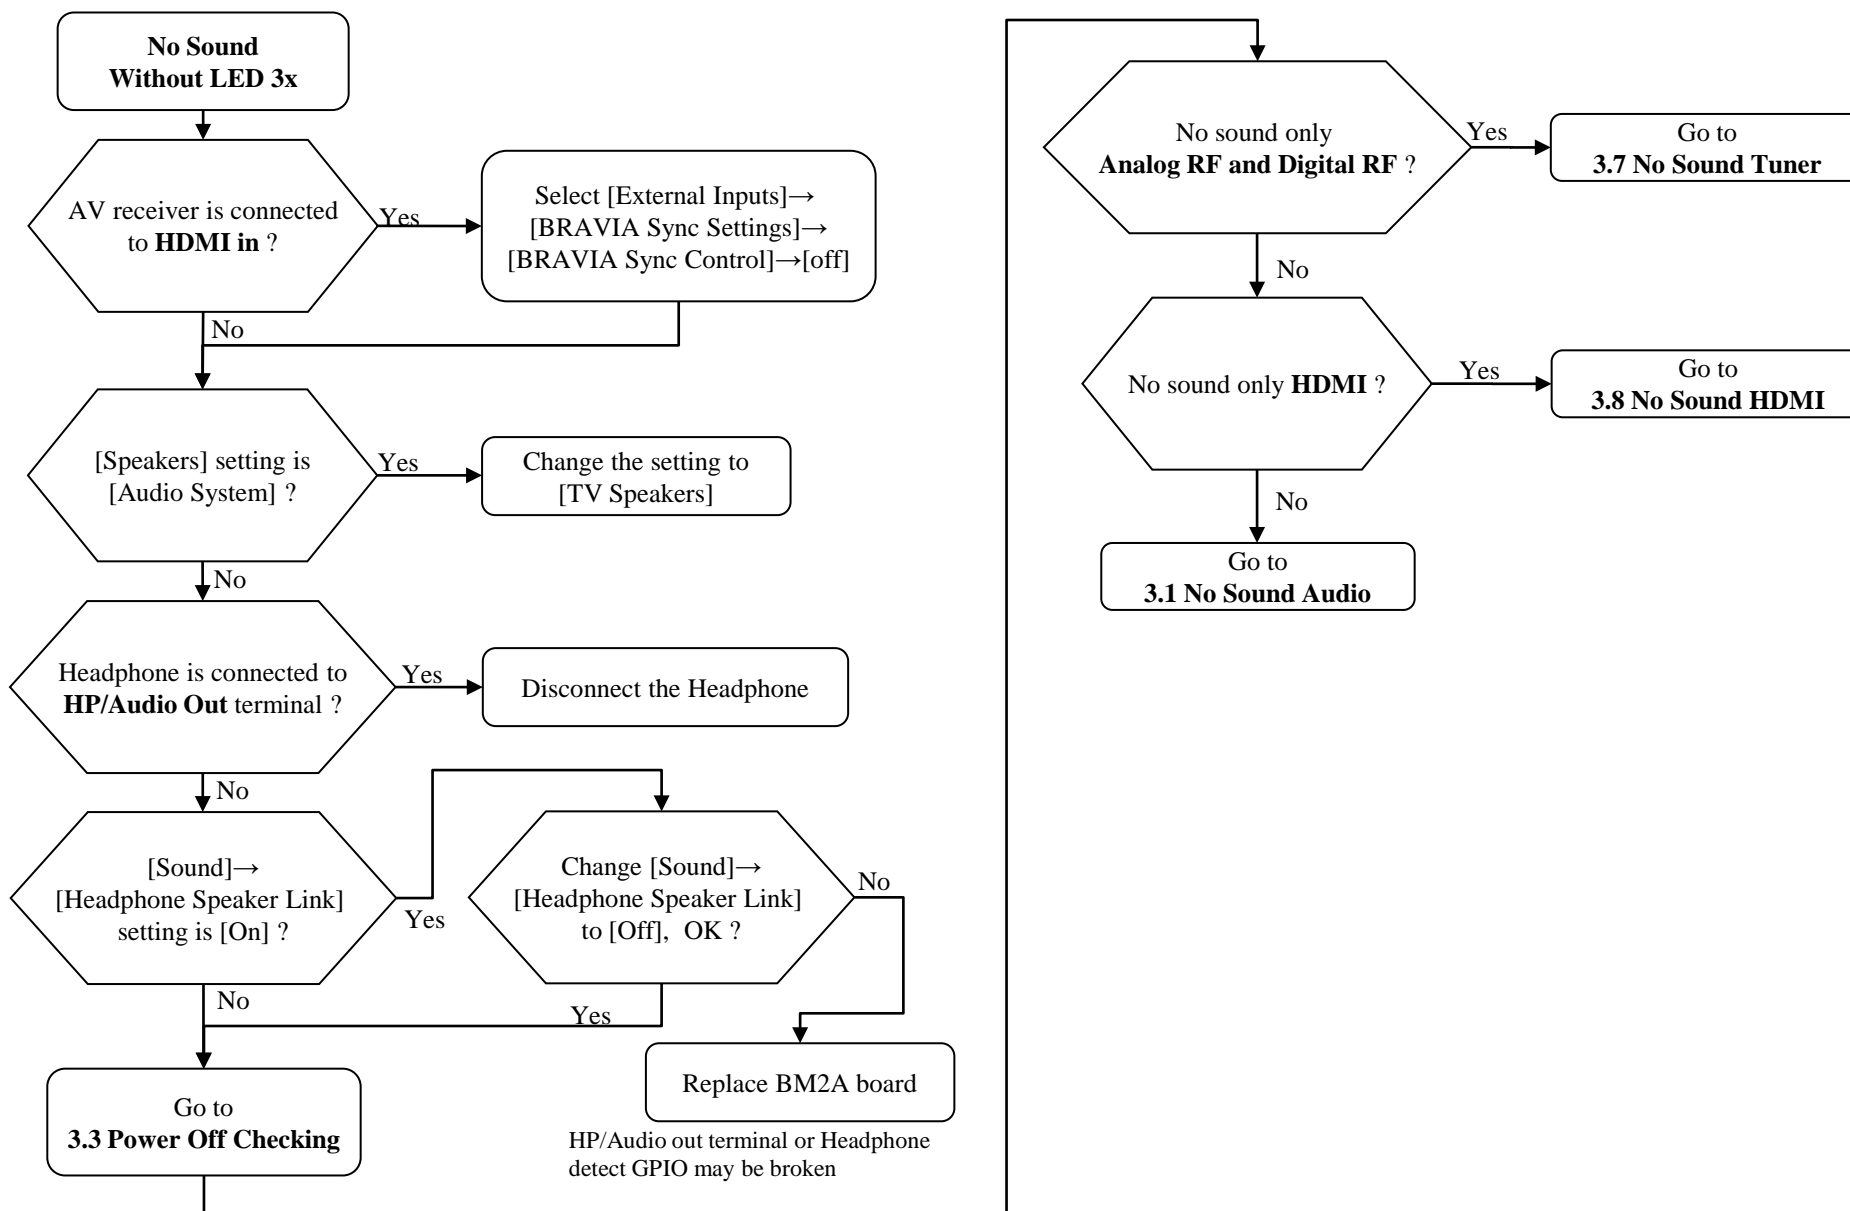 No Sound
Without LED 3x
AV receiver is connected
to HDMI in ?
Yes
Select [External Inputs]→
[BRAVIA Sync Settings]→
[BRAVIA Sync Control]→[off]
No
[Speakers] setting is
[Audio System] ?
Yes
Change the setting to
[TV Speakers]
No
Headphone is connected to
HP/Audio Out terminal ?
Yes
Disconnect the Headphone
No
[Sound]→
[Headphone Speaker Link]
setting is [On] ?
Yes
Change [Sound]→
[Headphone Speaker Link]
to [Off], OK ?
No
No
Yes
Replace BM2A board
HP/Audio out terminal or Headphone
detect GPIO may be broken
Go to
3.3 Power Off Checking
No sound only
Analog RF and Digital RF ?
Yes
Go to
3.7 No Sound Tuner
No
No sound only HDMI ?
Yes
Go to
3.8 No Sound HDMI
No
Go to
3.1 No Sound Audio